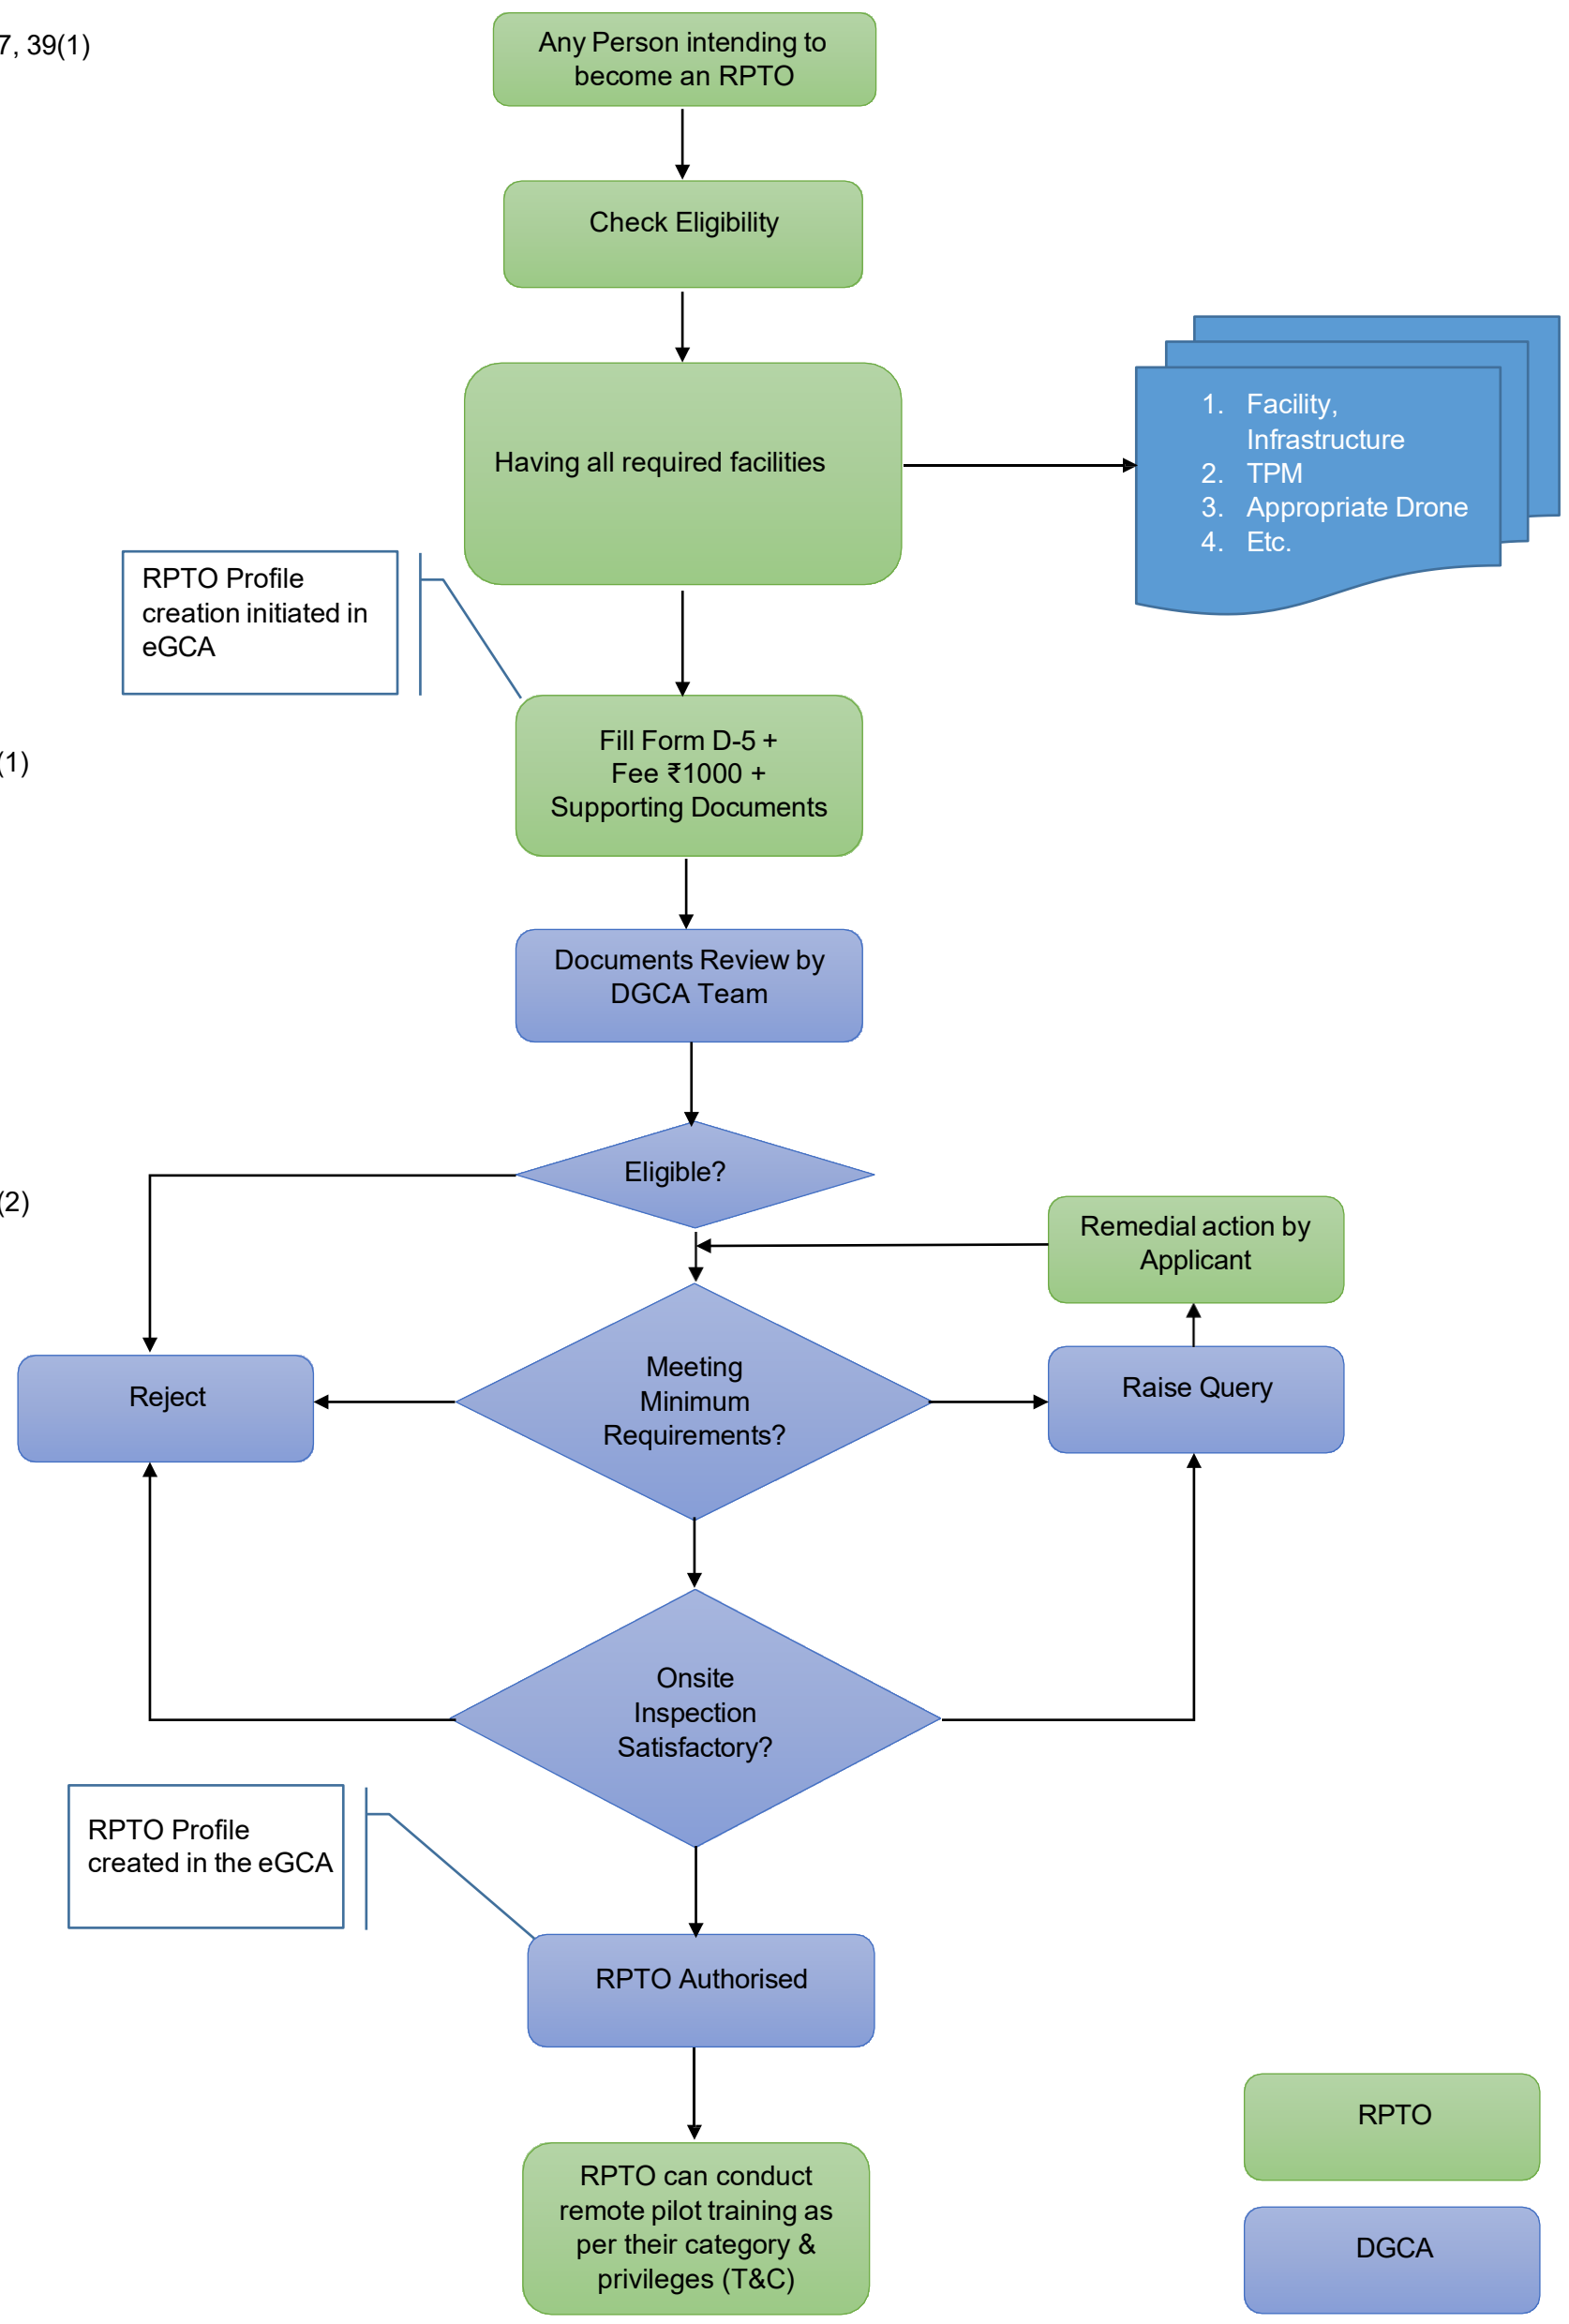 7, 39(1)
Any Person intending to
become an RPTO
Check Eligibility
Having all required facilities
1. Facility,
Infrastructure
2. TPM
3. Appropriate Drone
4. Etc.
RPTO Profile
creation initiated in
eGCA
(1)
Fill Form D-5 +
Fee ₹1000 +
Supporting Documents
Documents Review by
DGCA Team
Eligible?
(2)
Remedial action by
Applicant
Meeting
Minimum
Requirements?
Reject
Raise Query
Onsite
Inspection
Satisfactory?
RPTO Profile
created in the eGCA
RPTO Authorised
RPTO can conduct
remote pilot training as
per their category &
privileges (T&C)
RPTO
DGCA